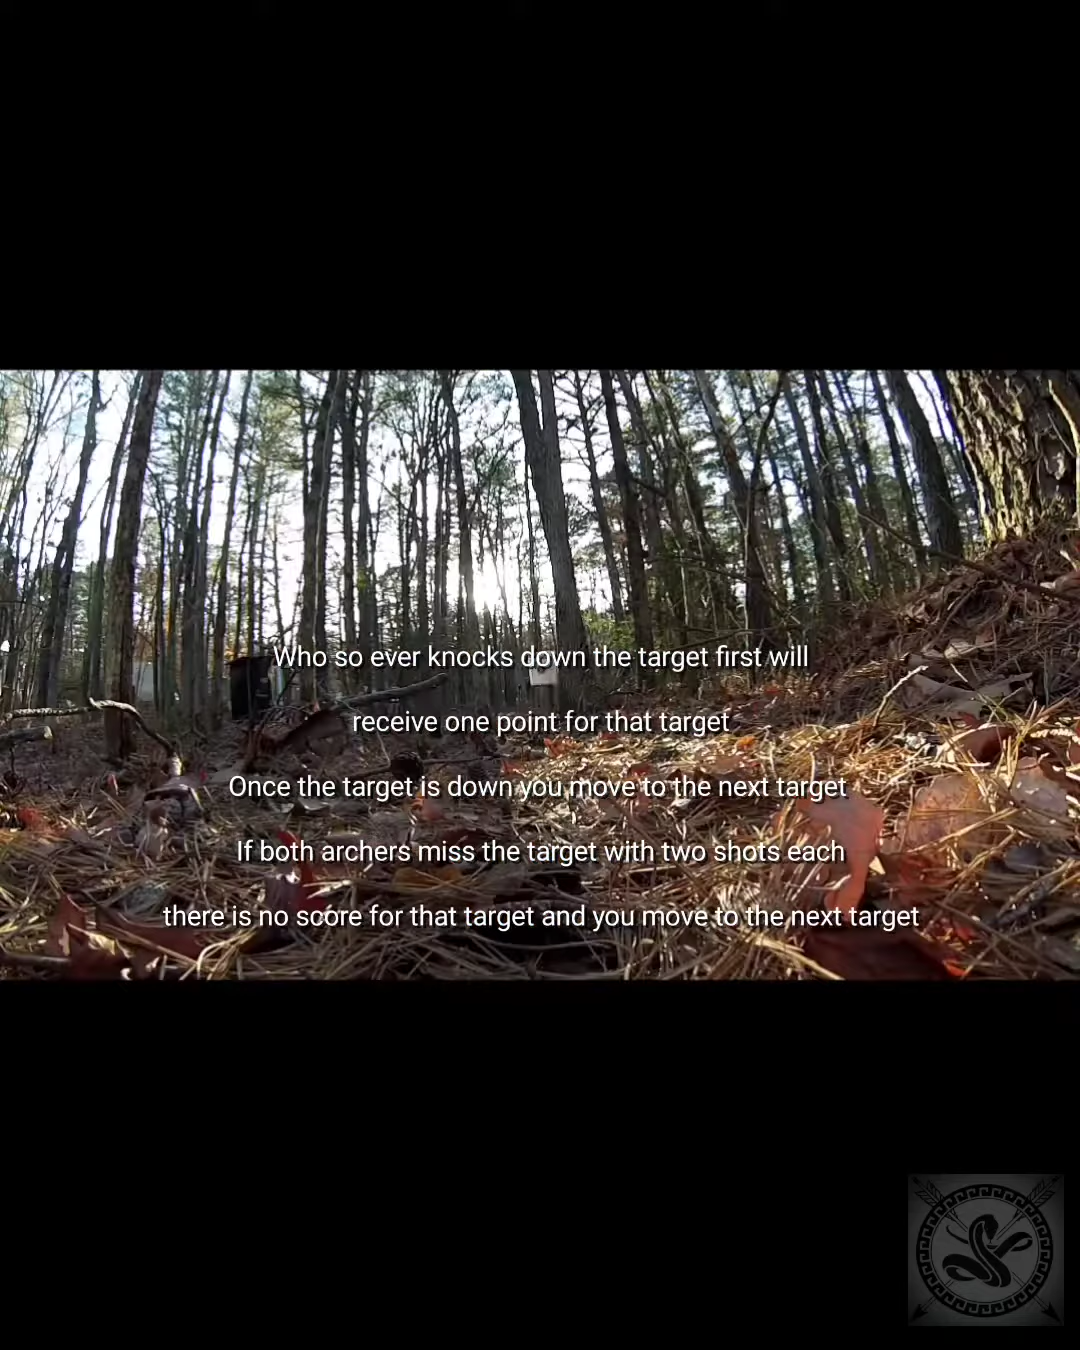 Who so ever knocks down the target first will
receive one point for that target
Once the target is down you move to the next target
If both archers miss the target with two shots each
there is no score for that target and you move to the next target